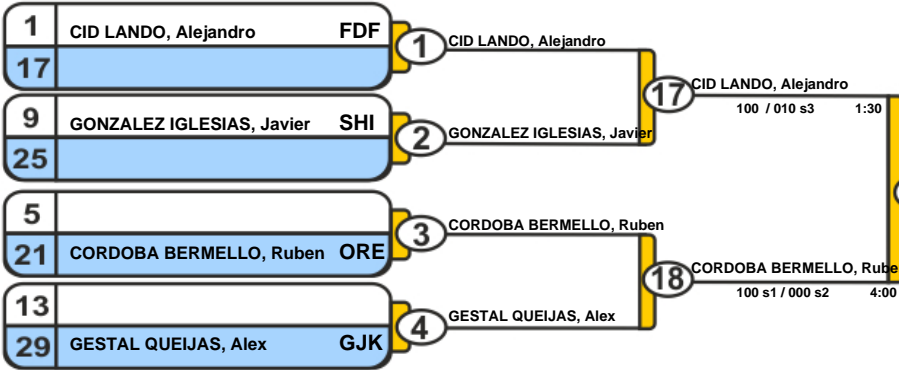 1 CID LANDO, Alejandro FDF
17
1 CID LANDO, Alejandro
9 GONZALEZ IGLESIAS, Javier SHI
25
2 GONZALEZ IGLESIAS, Javier
17 CID LANDO, Alejandro
100 / 010 s3 1:30
5
21 CORDOBA BERMELLO, Ruben ORE
3 CORDOBA BERMELLO, Ruben
13
29 GESTAL QUEIJAS, Alex GJK
4 GESTAL QUEIJAS, Alex
18 CORDOBA BERMELLO, Rube
100 s1 / 000 s2 4:00